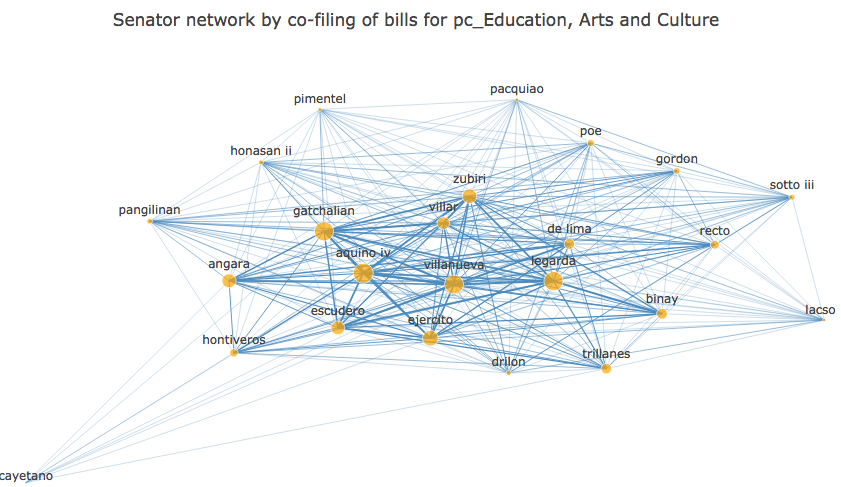 Senator network by co-filing of bills for pc_Education, Arts and Culture
pacquiao
pimentel
poe
honasan ii
gordon
zubiri
sotto iii
villar
pangilinan
gatchalian
de lima
recto
aquino iv
legarda
angara
villanueva
binay
escudero
lacso
ejercito
hontiveros
trillanes
drilon
cayetano